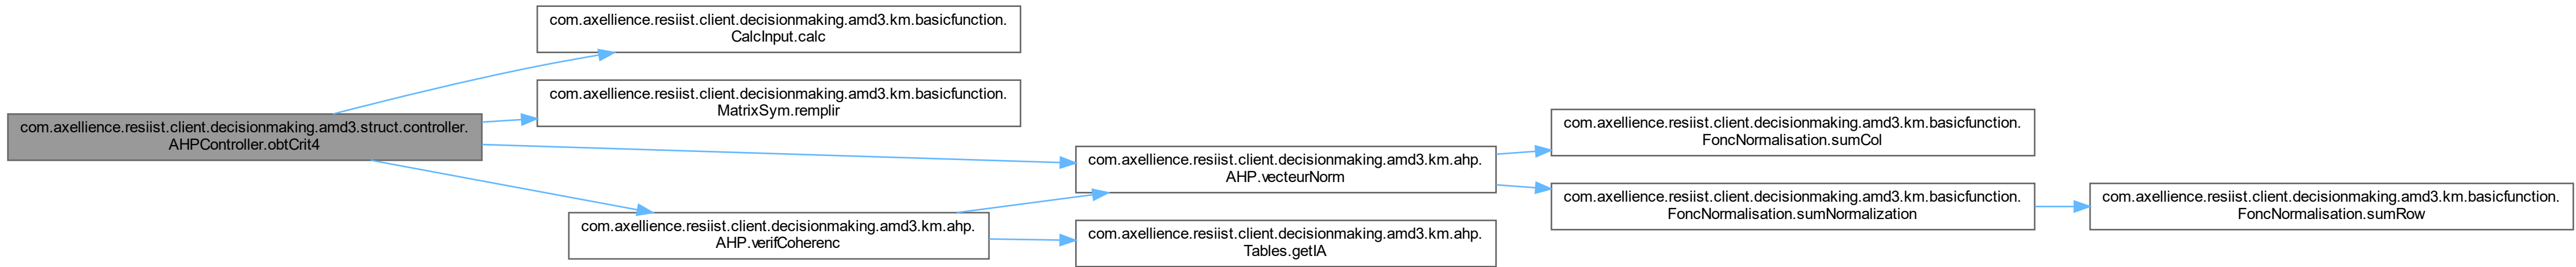 com.axellience.resiist.client.decisionmaking.amd3.struct.controller.
AHPController.obtCrit4
com.axellience.resiist.client.decisionmaking.amd3.km.basicfunction.
CalcInput.calc
com.axellience.resiist.client.decisionmaking.amd3.km.basicfunction.
MatrixSym.remplir
com.axellience.resiist.client.decisionmaking.amd3.km.ahp.
AHP.verifCoherenc
com.axellience.resiist.client.decisionmaking.amd3.km.ahp.
AHP.vecteurNorm
com.axellience.resiist.client.decisionmaking.amd3.km.ahp.
Tables.getIA
com.axellience.resiist.client.decisionmaking.amd3.km.basicfunction.
FoncNormalisation.sumCol
com.axellience.resiist.client.decisionmaking.amd3.km.basicfunction.
FoncNormalisation.sumNormalization
com.axellience.resiist.client.decisionmaking.amd3.km.basicfunction.
FoncNormalisation.sumRow